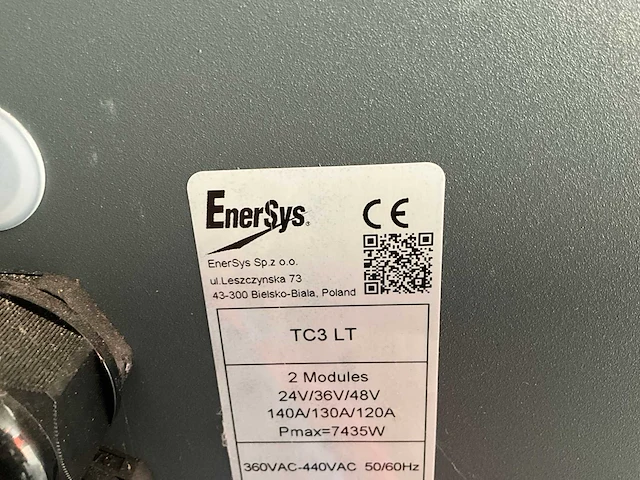 EnerSys®
CE
EnerSys Sp.z o.o.
ul.Leszczynska 73
43-300 Bielsko-Biala, Poland
TC3 LT
2 Modules
24V/36V/48V
140A/130A/120A
Pmax=7435W
360VAC-440VAC 50/60Hz